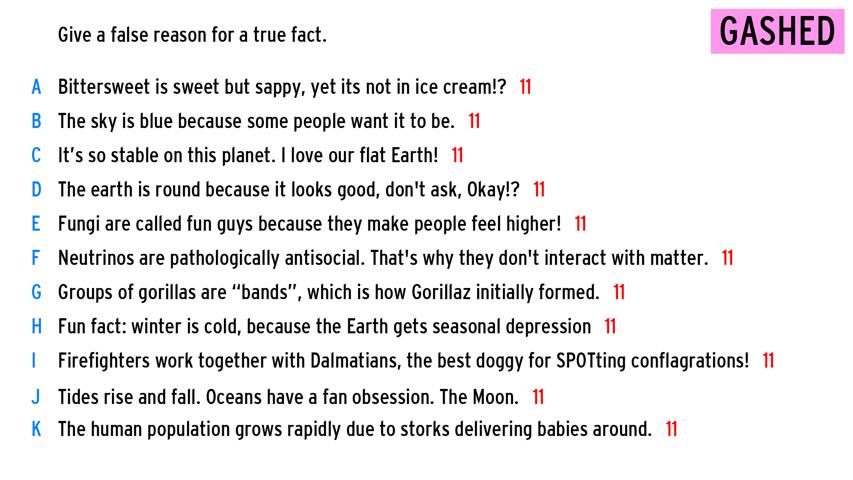 Give a false reason for a true fact.
GASHED
A Bittersweet is sweet but sappy, yet its not in ice cream!? 11
B The sky is blue because some people want it to be. 11
C It’s so stable on this planet. I love our flat Earth! 11
D The earth is round because it looks good, don't ask, Okay!? 11
E Fungi are called fun guys because they make people feel higher! 11
F Neutrinos are pathologically antisocial. That's why they don't interact with matter. 11
G Groups of gorillas are “bands”, which is how Gorillaz initially formed. 11
H Fun fact: winter is cold, because the Earth gets seasonal depression 11
I Firefighters work together with Dalmatians, the best doggy for SPOTting conflagrations! 11
J Tides rise and fall. Oceans have a fan obsession. The Moon. 11
K The human population grows rapidly due to storks delivering babies around. 11